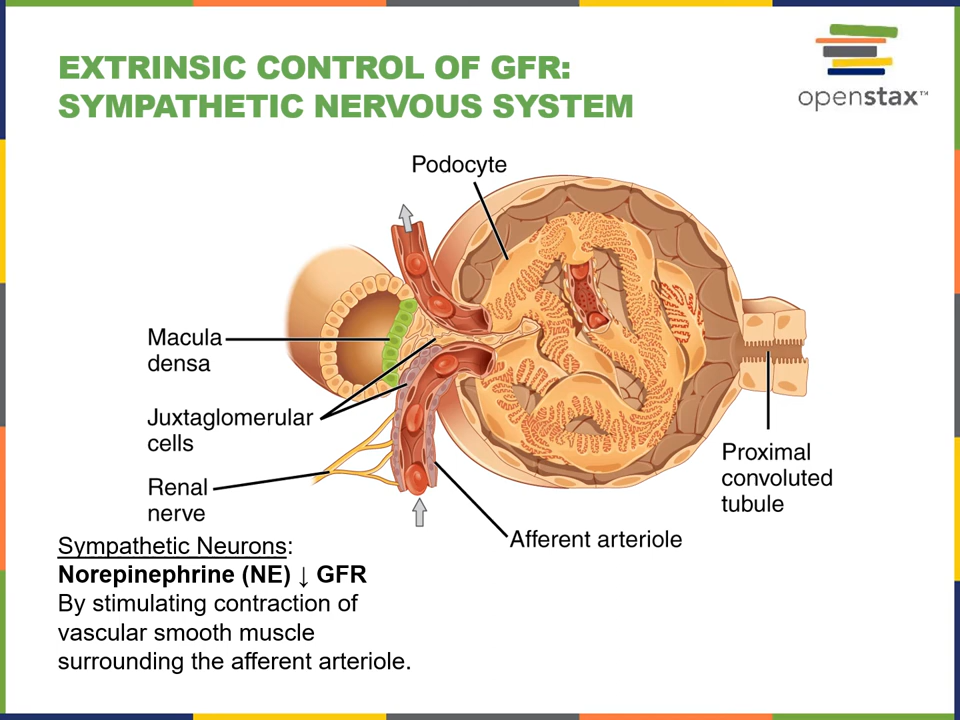 EXTRINSIC CONTROL OF GFR:
SYMPATHETIC NERVOUS SYSTEM
openstax™
Podocyte
Macula
densa
Juxtaglomerular
cells
Renal
nerve
Proximal
convoluted
tubule
Afferent arteriole
Sympathetic Neurons:
Norepinephrine (NE) ↓ GFR
By stimulating contraction of
vascular smooth muscle
surrounding the afferent arteriole.